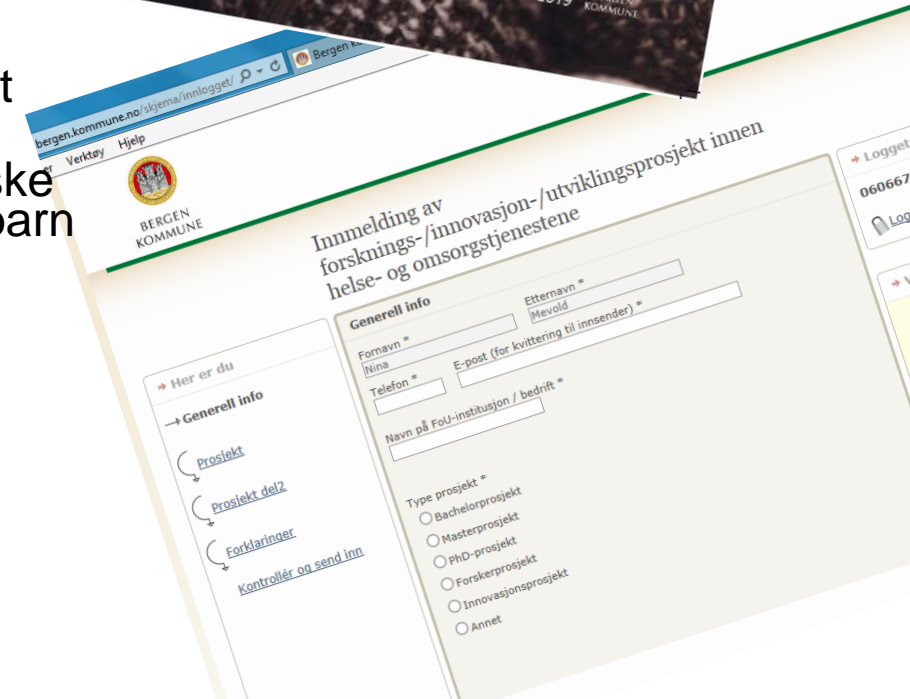 2019
KOMMUNE
t
ske
barn
bergen.kommune.no/skjema/innlogget/
Bergen
Verktøy Hjelp
BERGEN
KOMMUNE
Innmelding av
forsknings-/innovasjon-/utviklingsprosjekt innen
helse- og omsorgstjenestene
Her er du
Generell info
Prosjekt
Prosjekt del2
Forklaringer
Kontrollér og send inn
Generell info
Fornavn *
Nina
Etternavn *
Mevold
Telefon *
E-post (for kvittering til innsender) *
Navn på FoU-institusjon / bedrift *
Type prosjekt *
Bachelorprosjekt
Masterprosjekt
PhD-prosjekt
Forskerprosjekt
Innovasjonsprosjekt
Annet
Logget
060667
Log